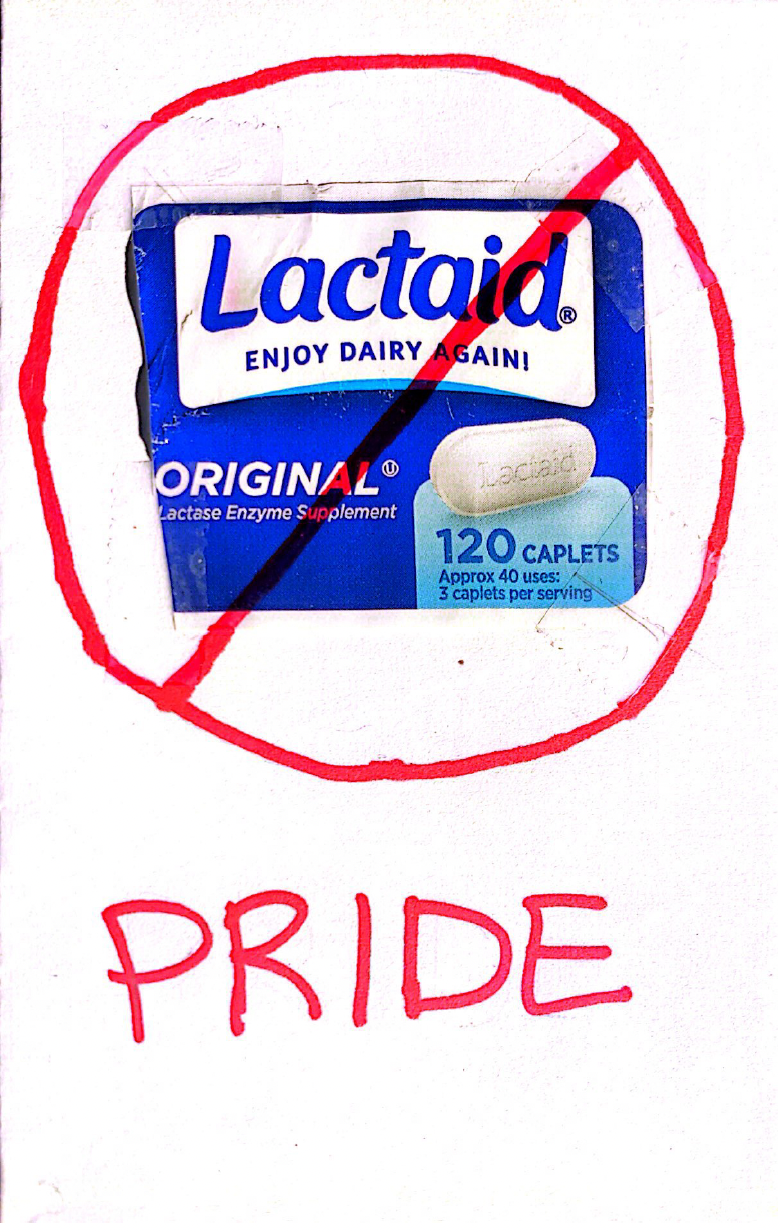 Lactaid®
ENJOY DAIRY AGAIN!
Lactaid
ORIGINAL Ⓤ
Lactase Enzyme Supplement
120 CAPLETS
Approx 40 uses:
3 caplets per serving
PRIDE